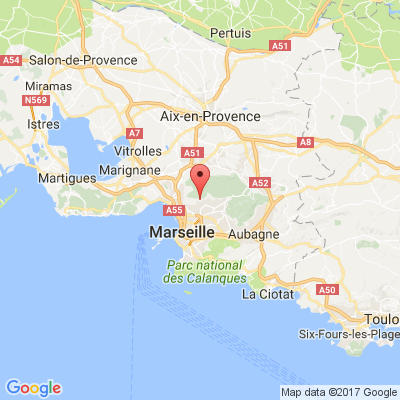 Pertuis
A51
A54
Salon-de-Provence
Miramas
N569
Aix-en-Provence
Istres
A7
A8
Vitrolles
A51
Marignane
Martigues
A52
A55
Marseille
Aubagne
Parc national
des Calanques
La Ciotat
A50
Toulo
Six-Fours-les-Plage
Google
Map data ©2017 Google